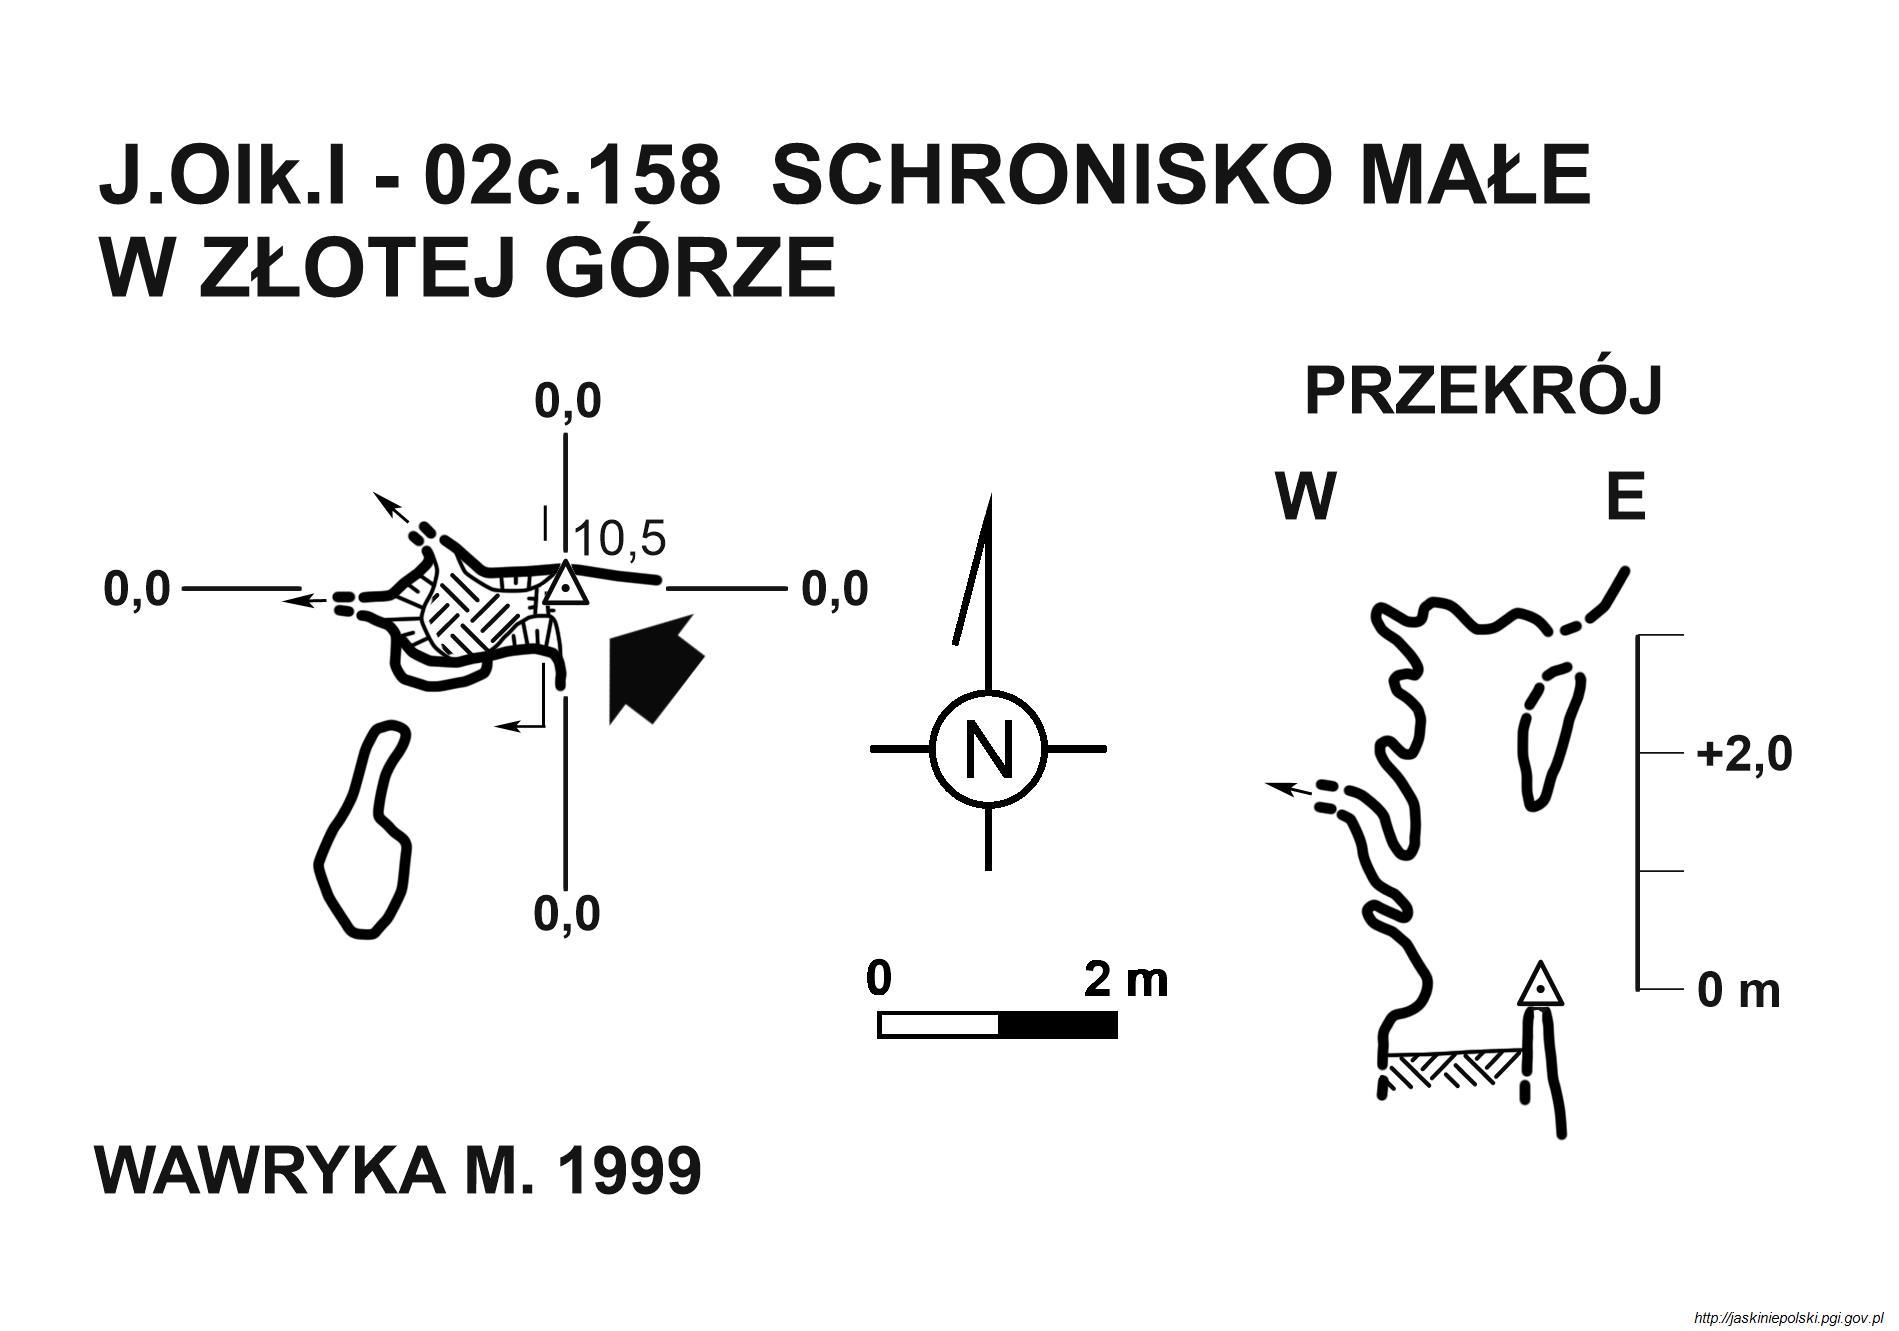 J.Olk.I - 02c.158 SCHRONISKO MAŁE
W ZŁOTEJ GÓRZE
PRZEKRÓJ
W E
0,0
10,5
0,0
0,0
0,0
N
+2,0
0 m
0 2 m
WAWRYKA M. 1999
http://jaskiniepolski.pgi.gov.pl